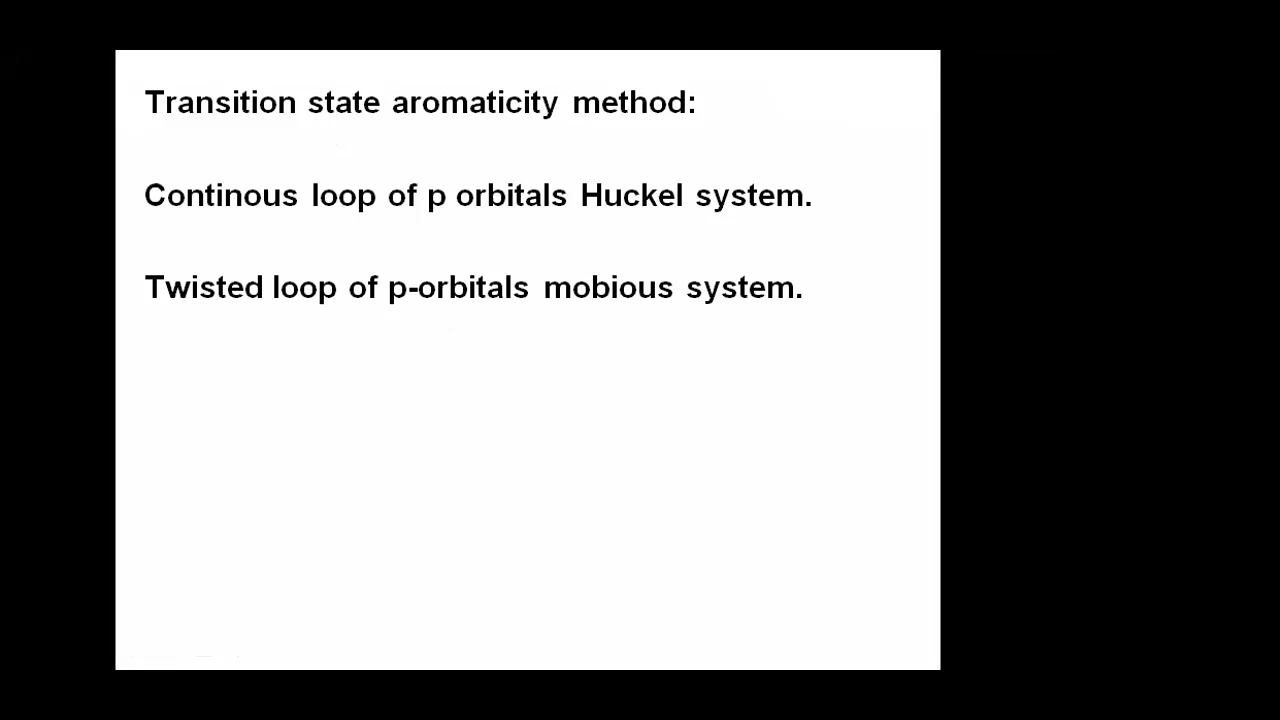 Transition state aromaticity method:
Continous loop of p orbitals Huckel system.
Twisted loop of p-orbitals mobious system.